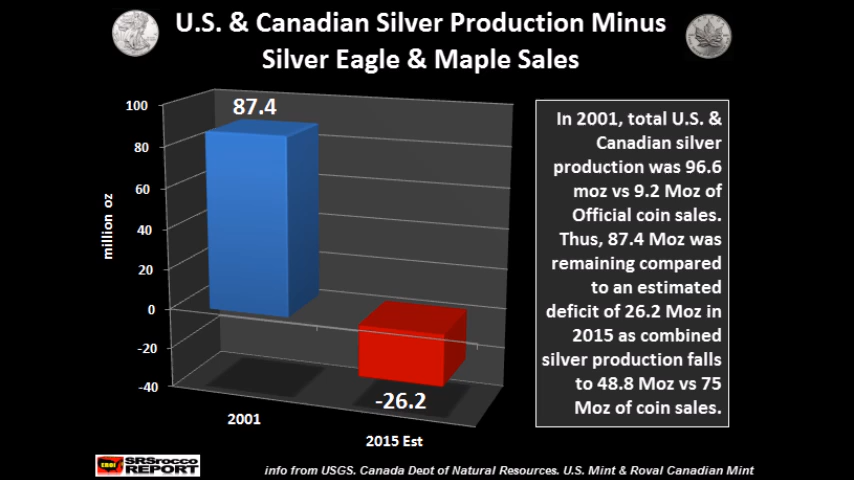 U.S. & Canadian Silver Production Minus
Silver Eagle & Maple Sales
100
80
60
40
20
0
-20
-40
million oz
87.4
-26.2
2001
2015 Est
In 2001, total U.S. &
Canadian silver
production was 96.6
moz vs 9.2 Moz of
Official coin sales.
Thus, 87.4 Moz was
remaining compared
to an estimated
deficit of 26.2 Moz in
2015 as combined
silver production falls
to 48.8 Moz vs 75
Moz of coin sales.
EROI
SRSrocco
REPORT
info from USGS. Canada Dept of Natural Resources. U.S. Mint & Royal Canadian Mint